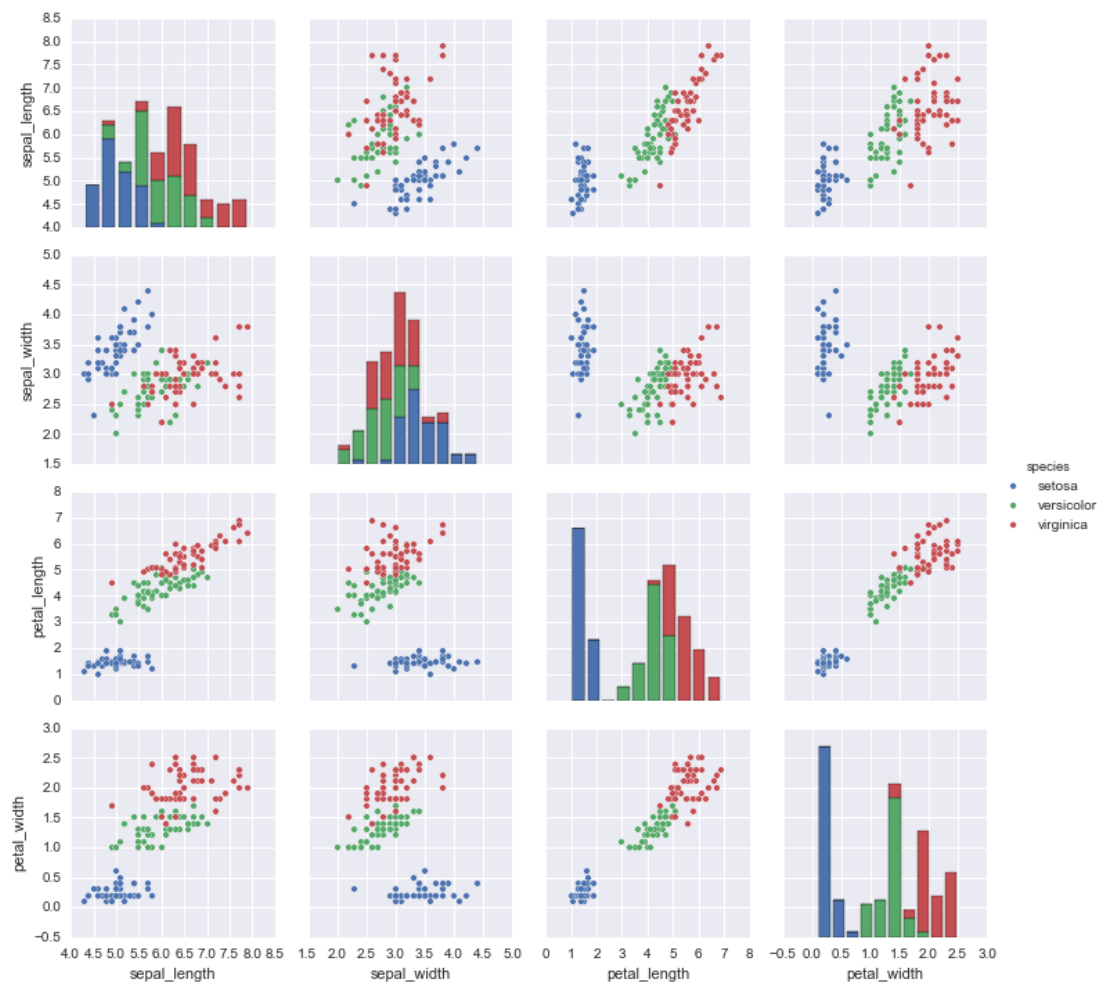 8.5
8.0
7.5
7.0
6.5
6.0
5.5
5.0
4.5
4.0
sepal_length
5.0
4.5
4.0
3.5
3.0
2.5
2.0
1.5
sepal_width
species
setosa
versicolor
virginica
8
7
6
5
4
3
2
1
0
petal_length
3.0
2.5
2.0
1.5
1.0
0.5
0.0
−0.5
petal_width
4.0 4.5 5.0 5.5 6.0 6.5 7.0 7.5 8.0 8.5
sepal_length
1.5 2.0 2.5 3.0 3.5 4.0 4.5 5.0
sepal_width
0 1 2 3 4 5 6 7 8
petal_length
−0.5 0.0 0.5 1.0 1.5 2.0 2.5 3.0
petal_width